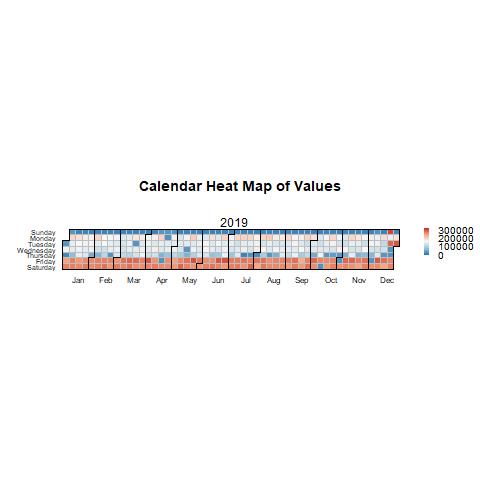 Calendar Heat Map of Values
2019
Sunday
Monday
Tuesday
Wednesday
Thursday
Friday
Saturday
Jan Feb Mar Apr May Jun Jul Aug Sep Oct Nov Dec
300000
200000
100000
0